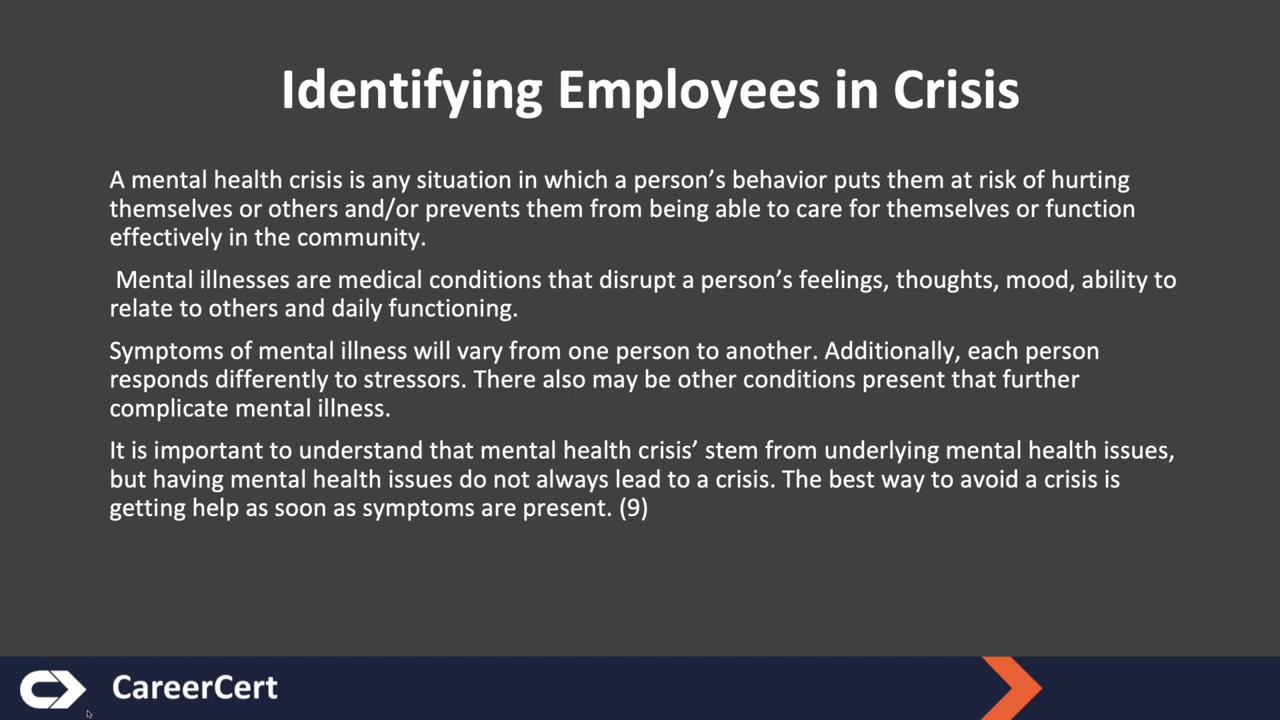 Identifying Employees in Crisis
A mental health crisis is any situation in which a person’s behavior puts them at risk of hurting
themselves or others and/or prevents them from being able to care for themselves or function
effectively in the community.
Mental illnesses are medical conditions that disrupt a person’s feelings, thoughts, mood, ability to
relate to others and daily functioning.
Symptoms of mental illness will vary from one person to another. Additionally, each person
responds differently to stressors. There also may be other conditions present that further
complicate mental illness.
It is important to understand that mental health crisis’ stem from underlying mental health issues,
but having mental health issues do not always lead to a crisis. The best way to avoid a crisis is
getting help as soon as symptoms are present. (9)
CareerCert